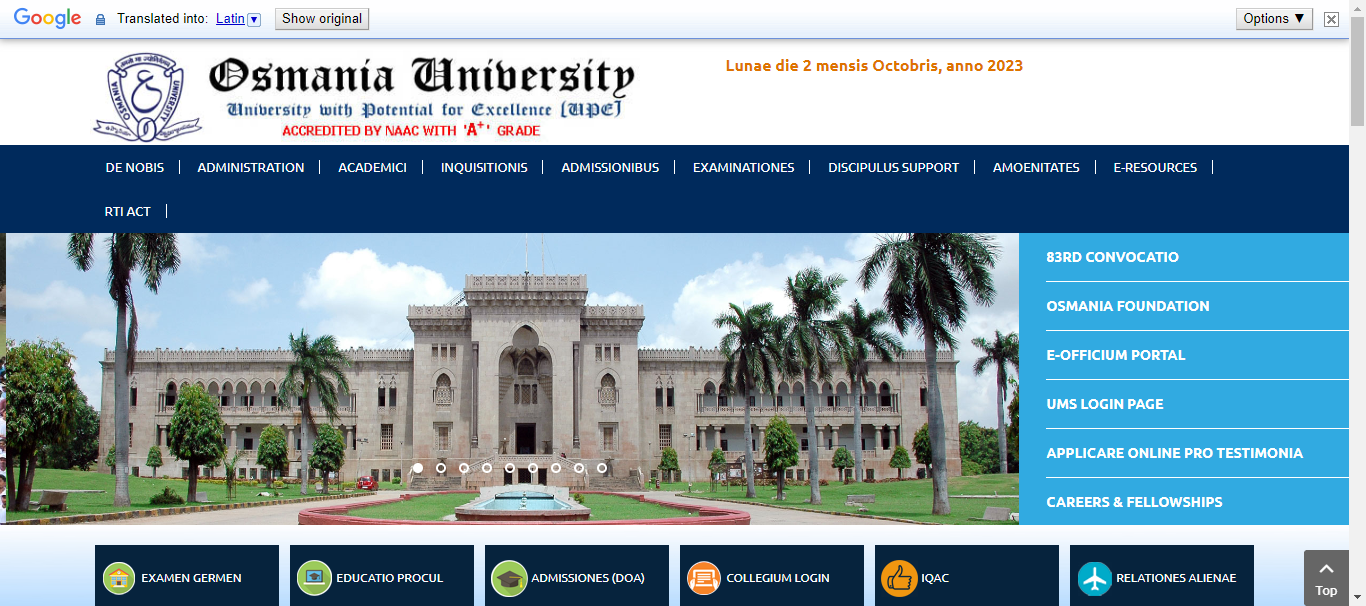 Google Translated into: Latin Show original Options ▼
Osmania University
University with Potential for Excellence [UPE]
ACCREDITED BY NAAC WITH 'A+' GRADE
Lunae die 2 mensis Octobris, anno 2023
DE NOBIS ADMINISTRATION ACADEMICI INQUISITIONIS ADMISSIONIBUS EXAMINATIONES DISCIPULUS SUPPORT AMOENITATES E-RESOURCES
RTI ACT
83RD CONVOCATIO
OSMANIA FOUNDATION
E-OFFICIUM PORTAL
UMS LOGIN PAGE
APPLICARE ONLINE PRO TESTIMONIA
CAREERS & FELLOWSHIPS
EXAMEN GERMEN EDUCATIO PROCUL ADMISSIONES (DOA) COLLEGIUM LOGIN IQAC RELATIONES ALIENAE
Top